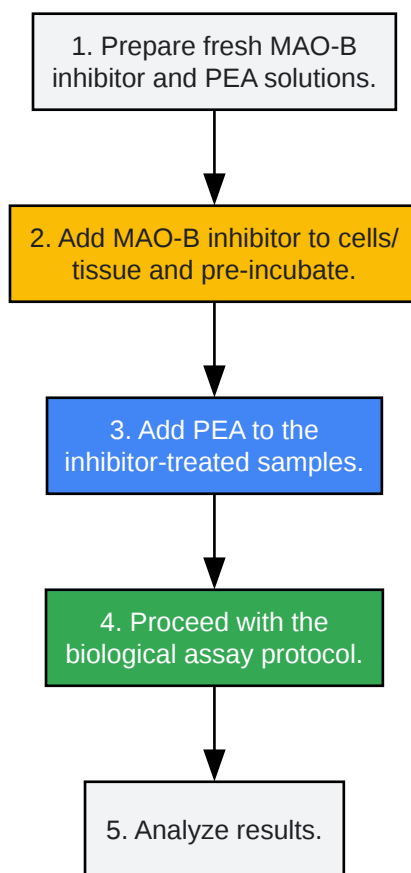 1. Prepare fresh MAO-B
inhibitor and PEA solutions.
2. Add MAO-B inhibitor to cells/
tissue and pre-incubate.
3. Add PEA to the
inhibitor-treated samples.
4. Proceed with the
biological assay protocol.
5. Analyze results.